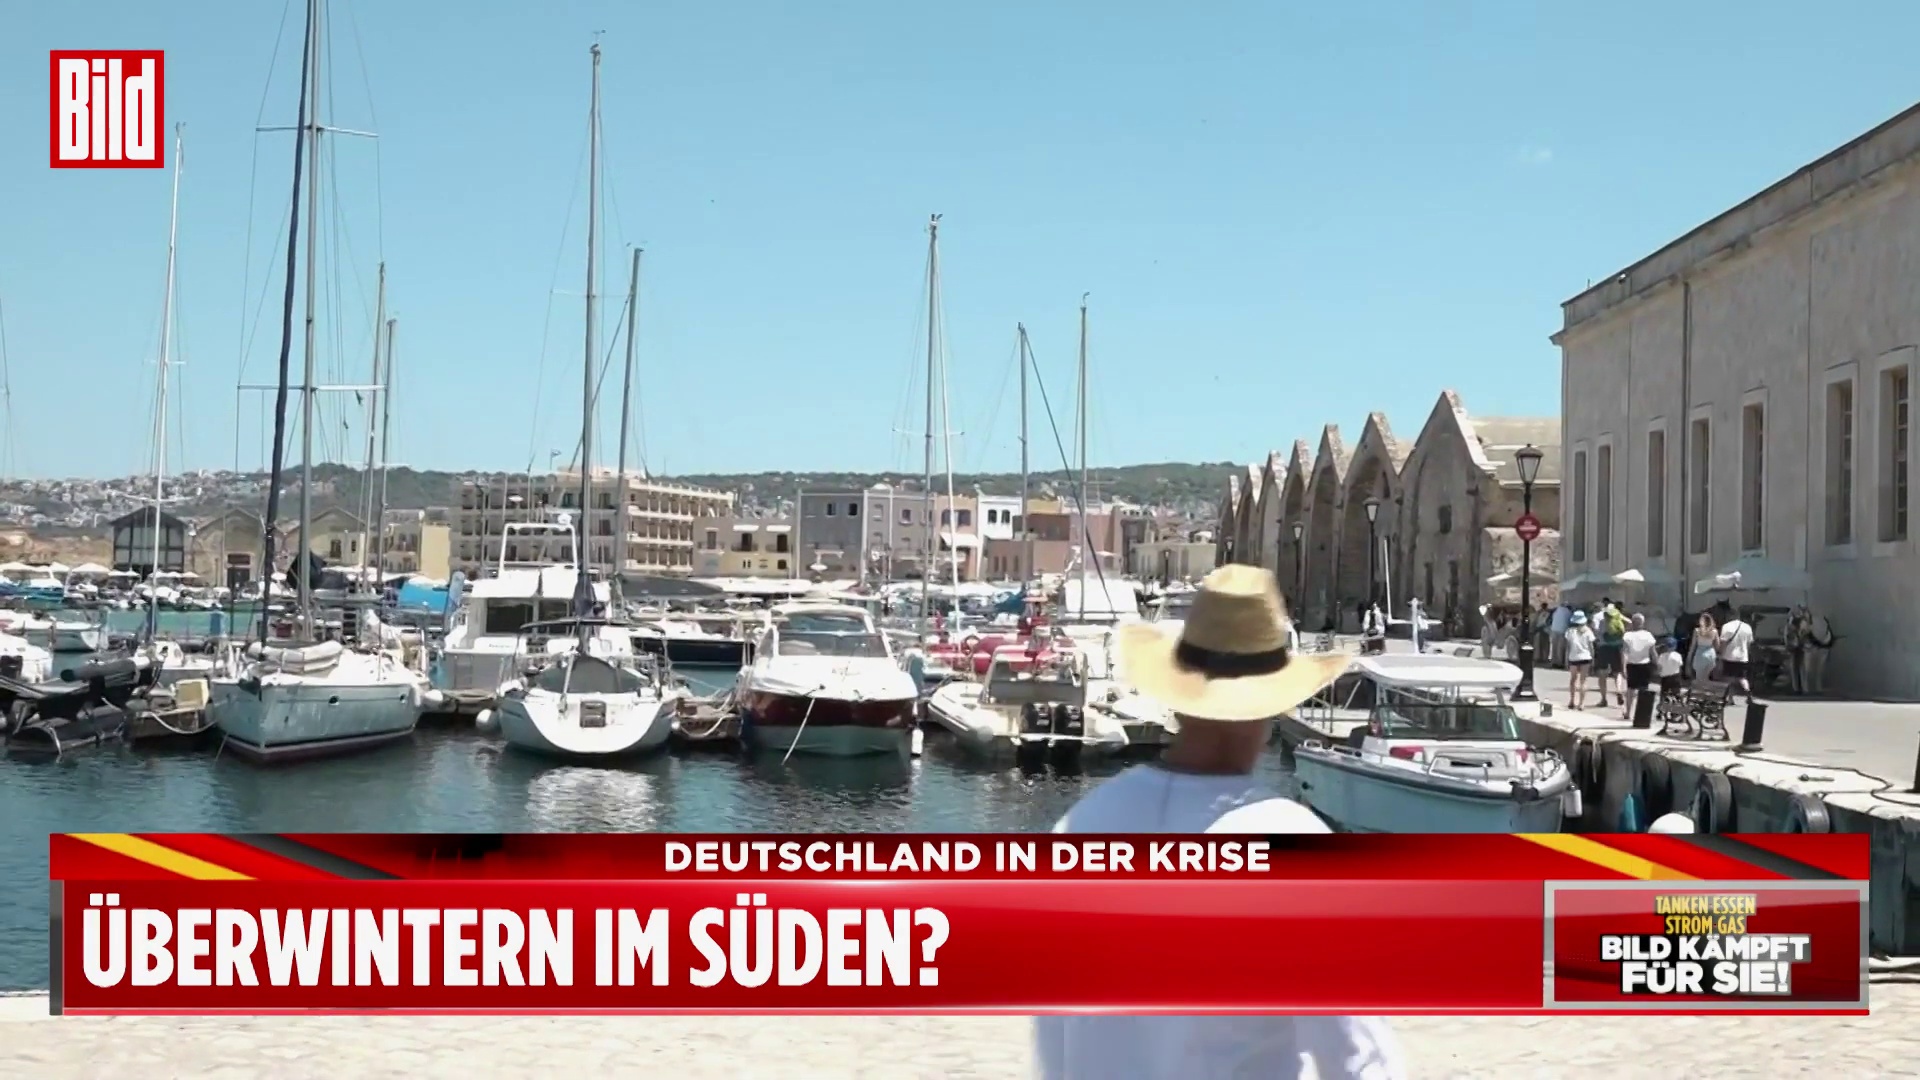 Bild
DEUTSCHLAND IN DER KRISE
ÜBERWINTERN IM SÜDEN?
TANKEN ESSEN
STROM GAS
BILD KÄMPFT
FÜR SIE!